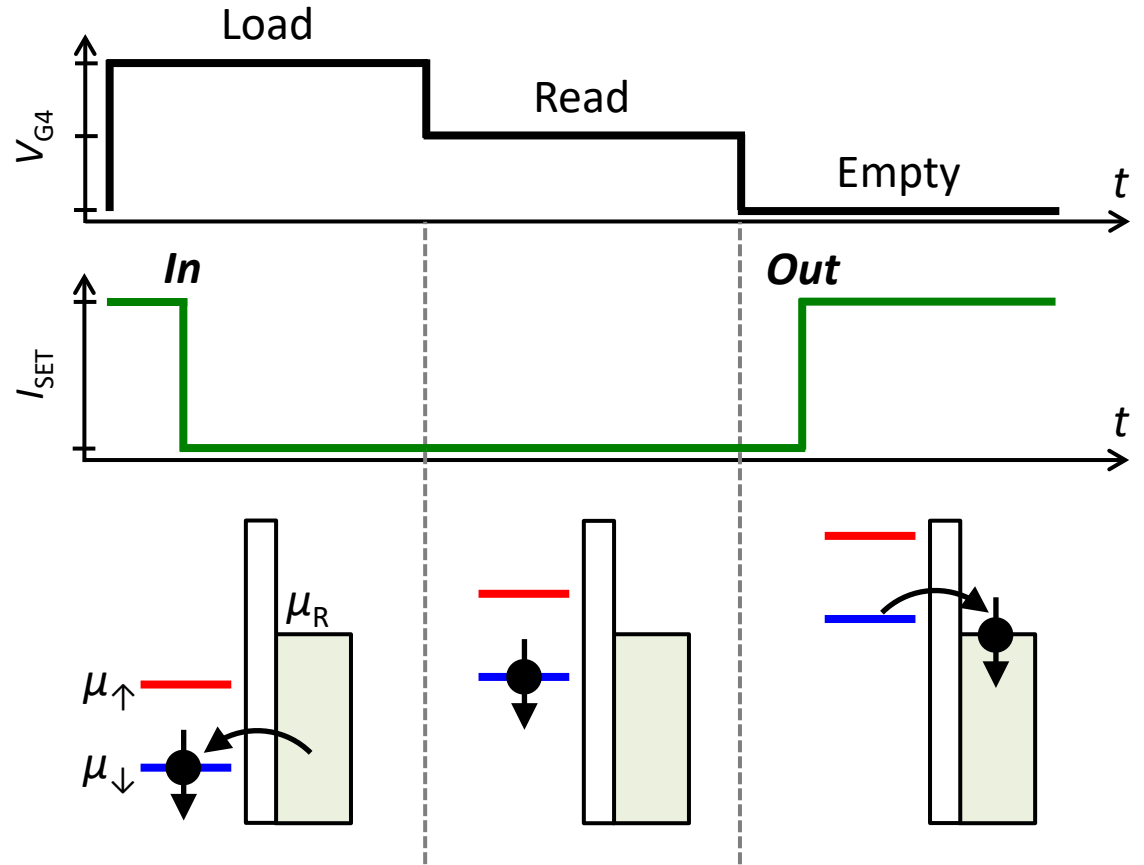 Load
Read
Empty
V_G4
t
In
Out
I_SET
t
μ_R
μ_↑
μ_↓